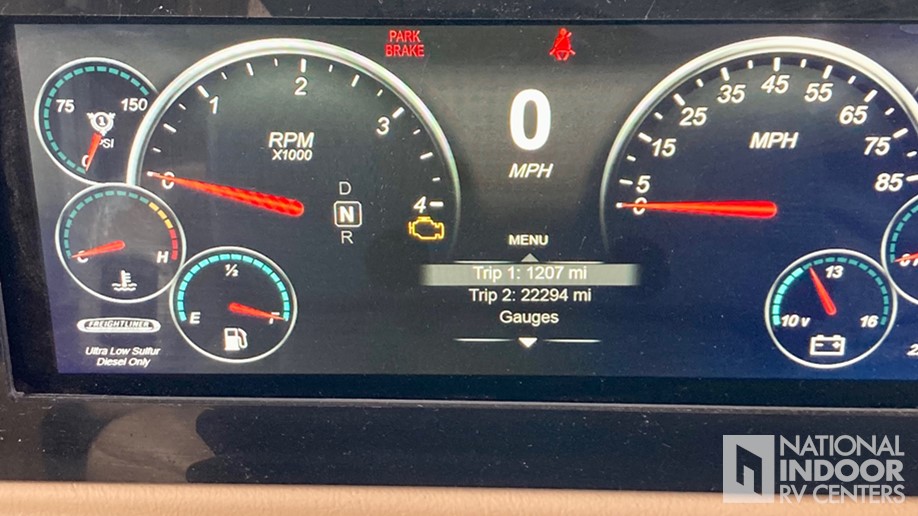 PARK
BRAKE
75
150
1
PSI
0
1
2
3
4
RPM
X1000
D
N
R
0
MPH
MENU
Trip 1: 1207 mi
Trip 2: 22294 mi
Gauges
0
5
15
25
35
45
55
65
75
85
MPH
C
H
E
½
F
FREIGHTLINER
Ultra Low Sulfur
Diesel Only
10 v
13
16
NATIONAL
INDOOR
RV CENTERS